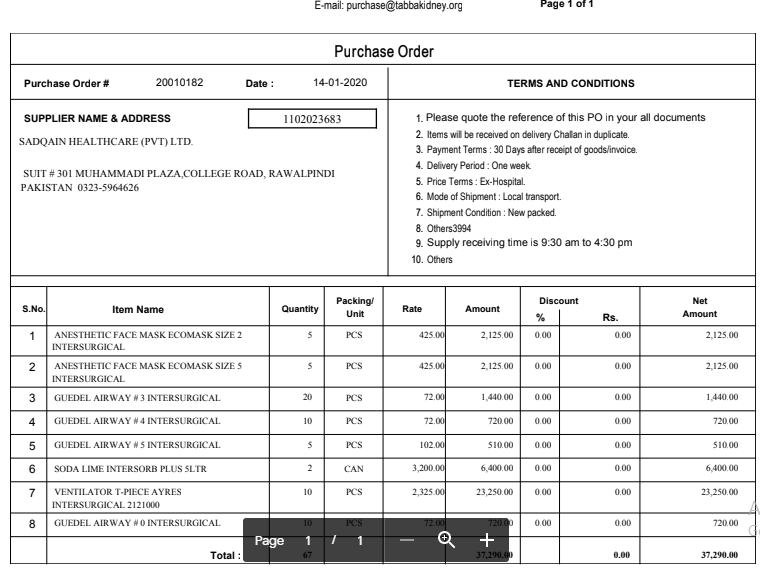 E-mail: purchase@tabbakidney.org Page 1 of 1
Purchase Order
Purchase Order # 20010182 Date : 14-01-2020
TERMS AND CONDITIONS
SUPPLIER NAME & ADDRESS 1102023683
SADQAIN HEALTHCARE (PVT) LTD.
SUIT # 301 MUHAMMADI PLAZA,COLLEGE ROAD, RAWALPINDI
PAKISTAN 0323-5964626
1. Please quote the reference of this PO in your all documents
2. Items will be received on delivery Challan in duplicate.
3. Payment Terms : 30 Days after receipt of goods/invoice.
4. Delivery Period : One week.
5. Price Terms : Ex-Hospital.
6. Mode of Shipment : Local transport.
7. Shipment Condition : New packed.
8. Others3994
9. Supply receiving time is 9:30 am to 4:30 pm
10. Others
S.No. Item Name Quantity Packing/ Unit Rate Amount Discount % Rs. Net Amount
1 ANESTHETIC FACE MASK ECOMASK SIZE 2 5 PCS 425.00 2,125.00 0.00 0.00 2,125.00
INTERSURGICAL
2 ANESTHETIC FACE MASK ECOMASK SIZE 5 5 PCS 425.00 2,125.00 0.00 0.00 2,125.00
INTERSURGICAL
3 GUEDEL AIRWAY # 3 INTERSURGICAL 20 PCS 72.00 1,440.00 0.00 0.00 1,440.00
4 GUEDEL AIRWAY # 4 INTERSURGICAL 10 PCS 72.00 720.00 0.00 0.00 720.00
5 GUEDEL AIRWAY # 5 INTERSURGICAL 5 PCS 102.00 510.00 0.00 0.00 510.00
6 SODA LIME INTERSORB PLUS 5LTR 2 CAN 3,200.00 6,400.00 0.00 0.00 6,400.00
7 VENTILATOR T-PIECE AYRES 10 PCS 2,325.00 23,250.00 0.00 0.00 23,250.00
INTERSURGICAL 2121000
8 GUEDEL AIRWAY # 0 INTERSURGICAL 10 PCS 72.00 720.00 0.00 0.00 720.00
Page 1 / 1
Total : 67 37,290.00 0.00 37,290.00